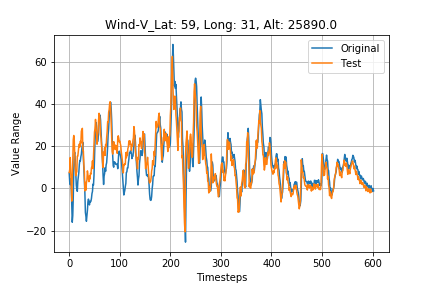 Wind-V_Lat: 59, Long: 31, Alt: 25890.0
Original
Test
Value Range
60
40
20
0
−20
0 100 200 300 400 500 600
Timesteps